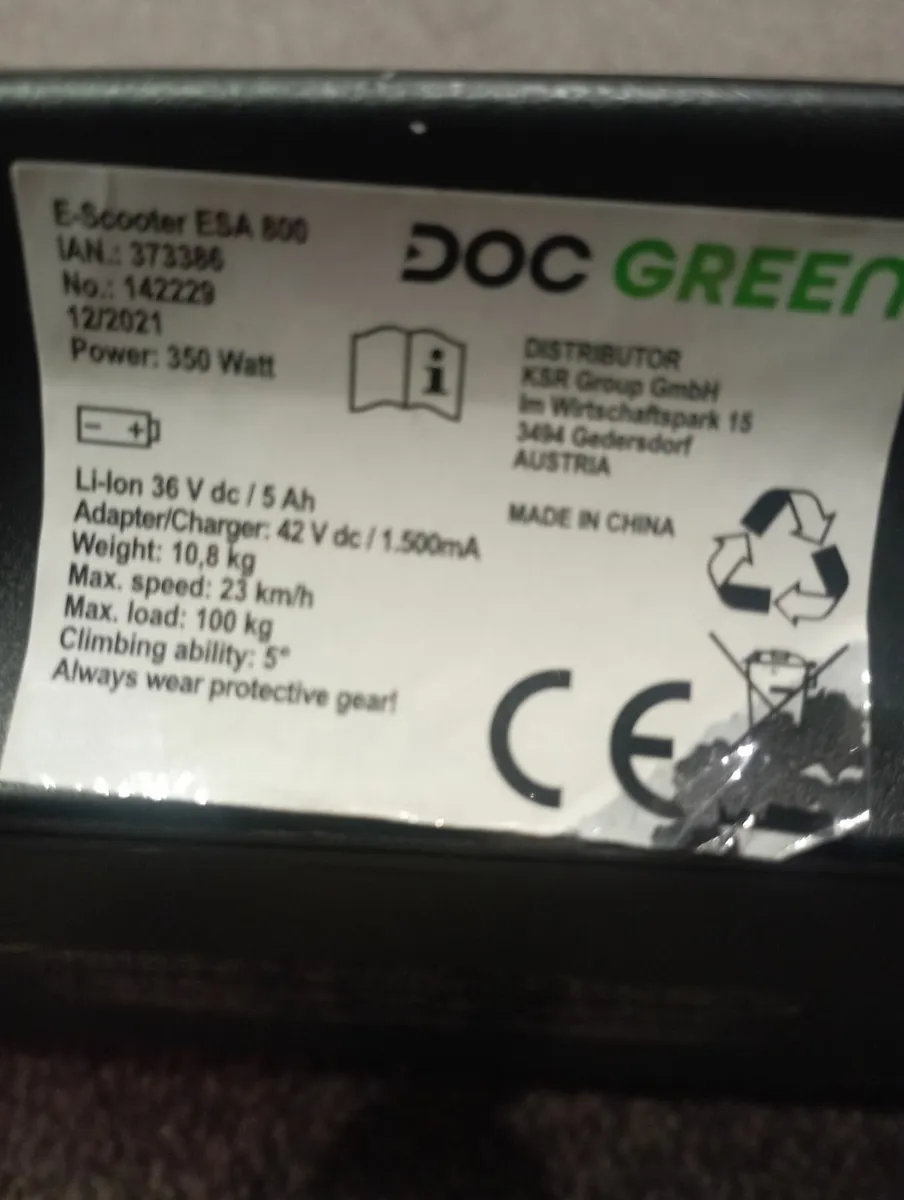 E-Scooter ESA 800
IAN.: 373386
No.: 142229
12/2021
Power: 350 Watt
DOC GREEN
i
DISTRIBUTOR
KSR Group GmbH
Im Wirtschaftspark 15
3494 Gedersdorf
AUSTRIA
MADE IN CHINA
- +
Li-Ion 36 V dc / 5 Ah
Adapter/Charger: 42 V dc / 1.500mA
Weight: 10,8 kg
Max. speed: 23 km/h
Max. load: 100 kg
Climbing ability: 5°
Always wear protective gear!
CE